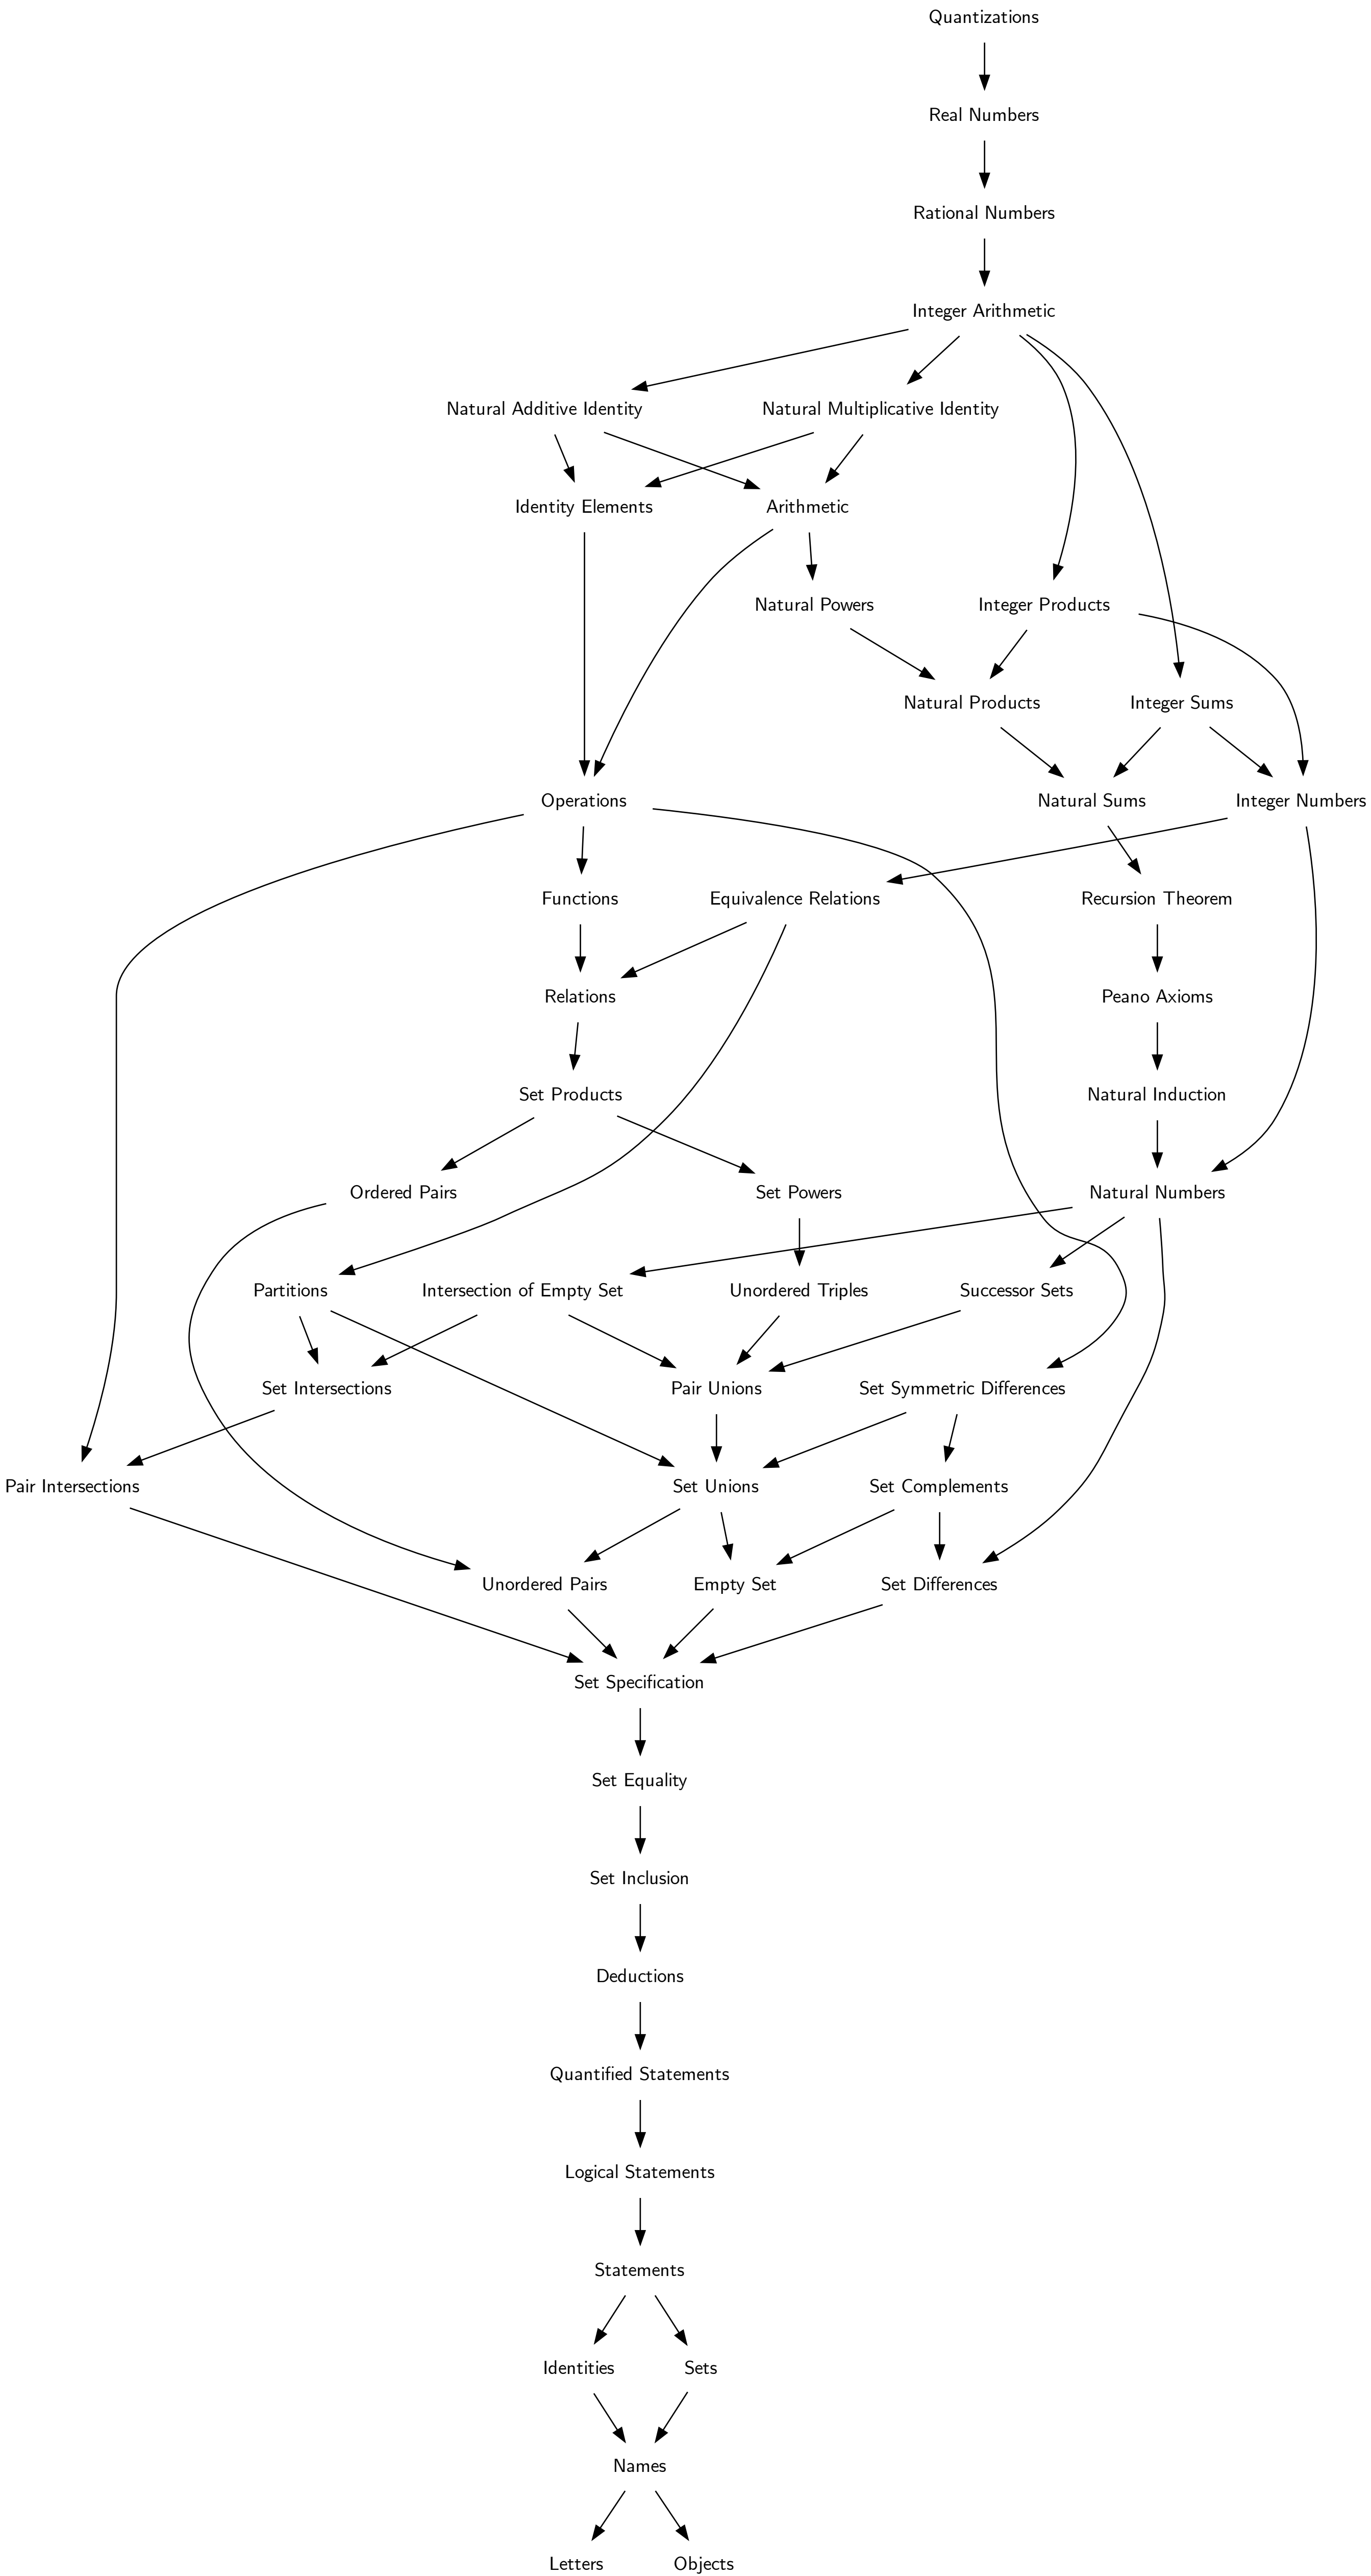 Quantizations
Real Numbers
Rational Numbers
Integer Arithmetic
Natural Additive Identity
Natural Multiplicative Identity
Identity Elements
Arithmetic
Natural Powers
Integer Products
Natural Products
Integer Sums
Operations
Natural Sums
Integer Numbers
Functions
Equivalence Relations
Recursion Theorem
Relations
Peano Axioms
Set Products
Natural Induction
Ordered Pairs
Set Powers
Natural Numbers
Partitions
Intersection of Empty Set
Unordered Triples
Successor Sets
Set Intersections
Pair Unions
Set Symmetric Differences
Pair Intersections
Set Unions
Set Complements
Unordered Pairs
Empty Set
Set Differences
Set Specification
Set Equality
Set Inclusion
Deductions
Quantified Statements
Logical Statements
Statements
Identities
Sets
Names
Letters
Objects